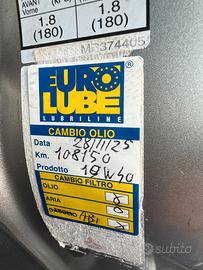 AVANT
Vorne
1.8
(180)
1.8
(180)
MR374405
EURO
LUBE
®
LUBRILINE
CAMBIO OLIO
Data 28/11/25
Km. 108150
Prodotto 10W40
CAMBIO FILTRO
OLIO
ARIA
subito